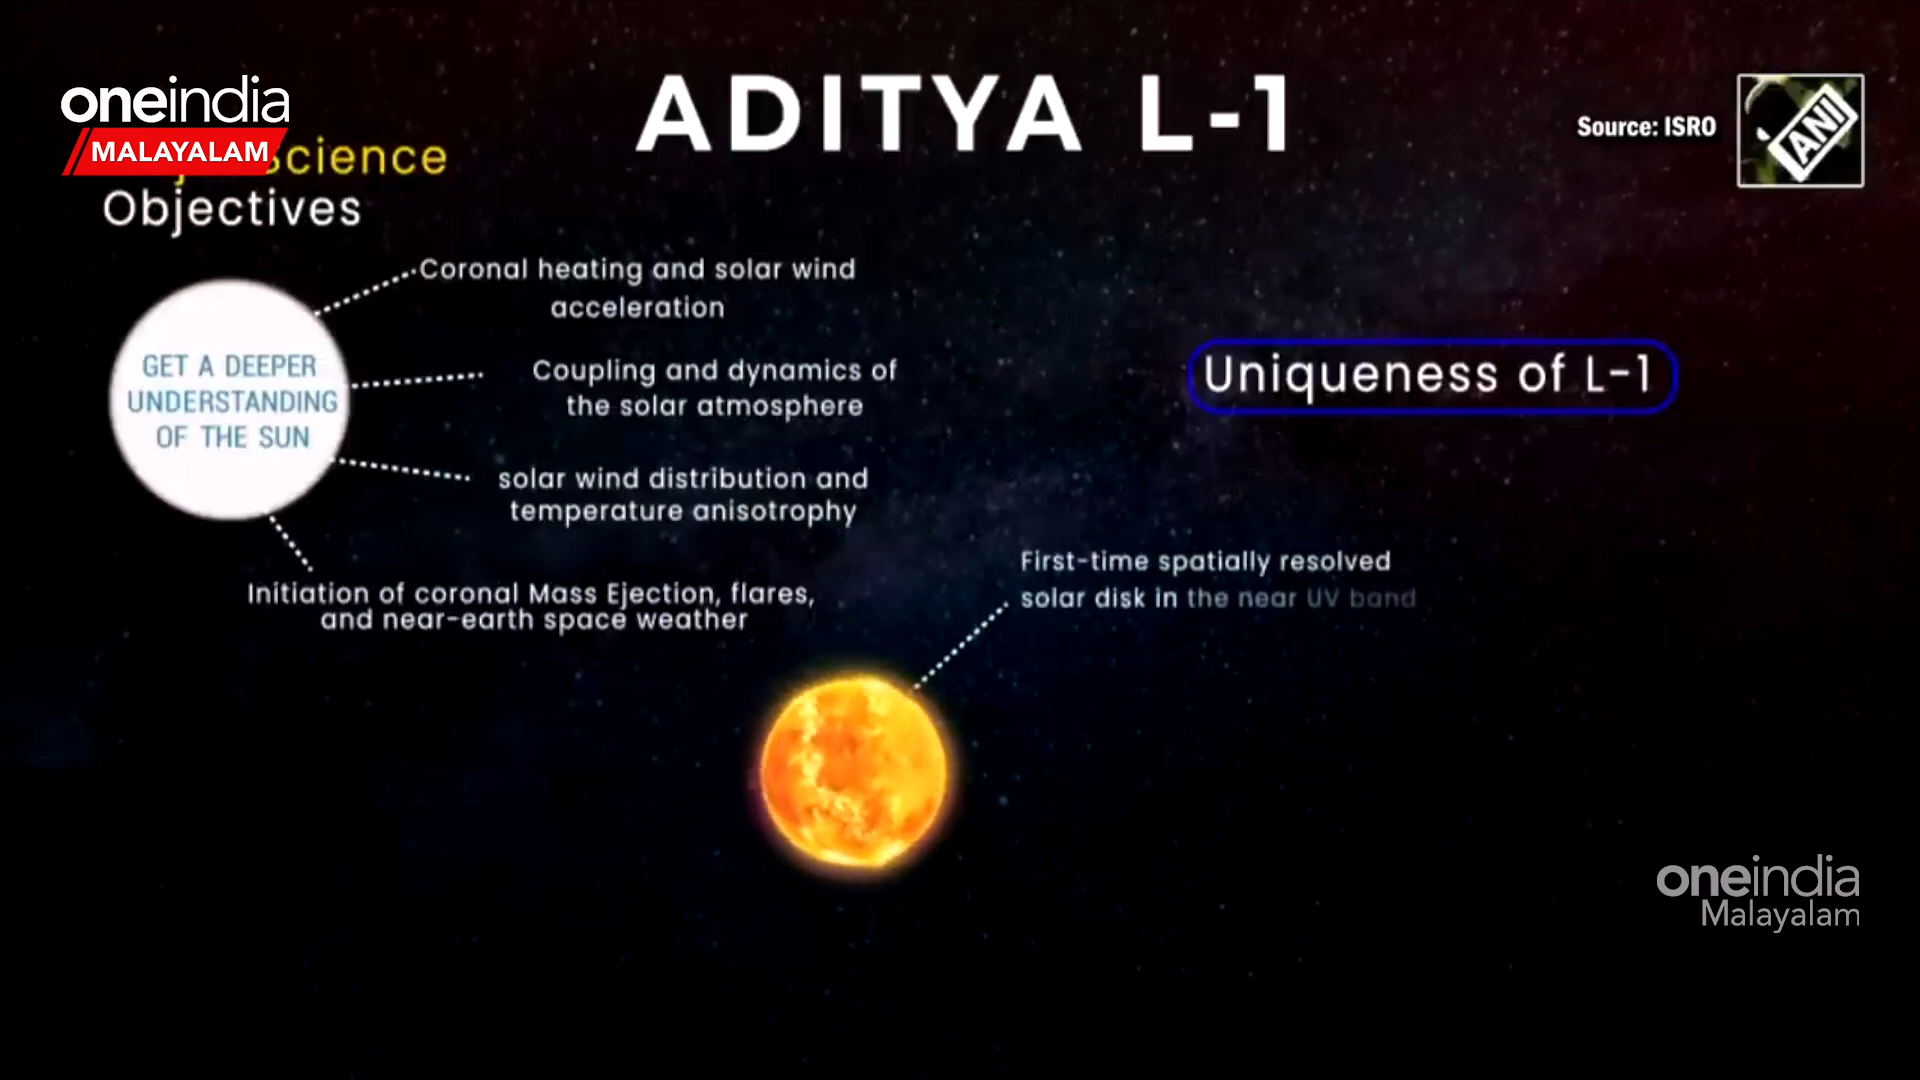 oneindia
MALAYALAM
ADITYA L-1
Source: ISRO
ANI
Science
Objectives
Coronal heating and solar wind
acceleration
GET A DEEPER
UNDERSTANDING
OF THE SUN
Coupling and dynamics of
the solar atmosphere
solar wind distribution and
temperature anisotrophy
Initiation of coronal Mass Ejection, flares,
and near-earth space weather
Uniqueness of L-1
First-time spatially resolved
solar disk in the near UV band
oneindia
Malayalam